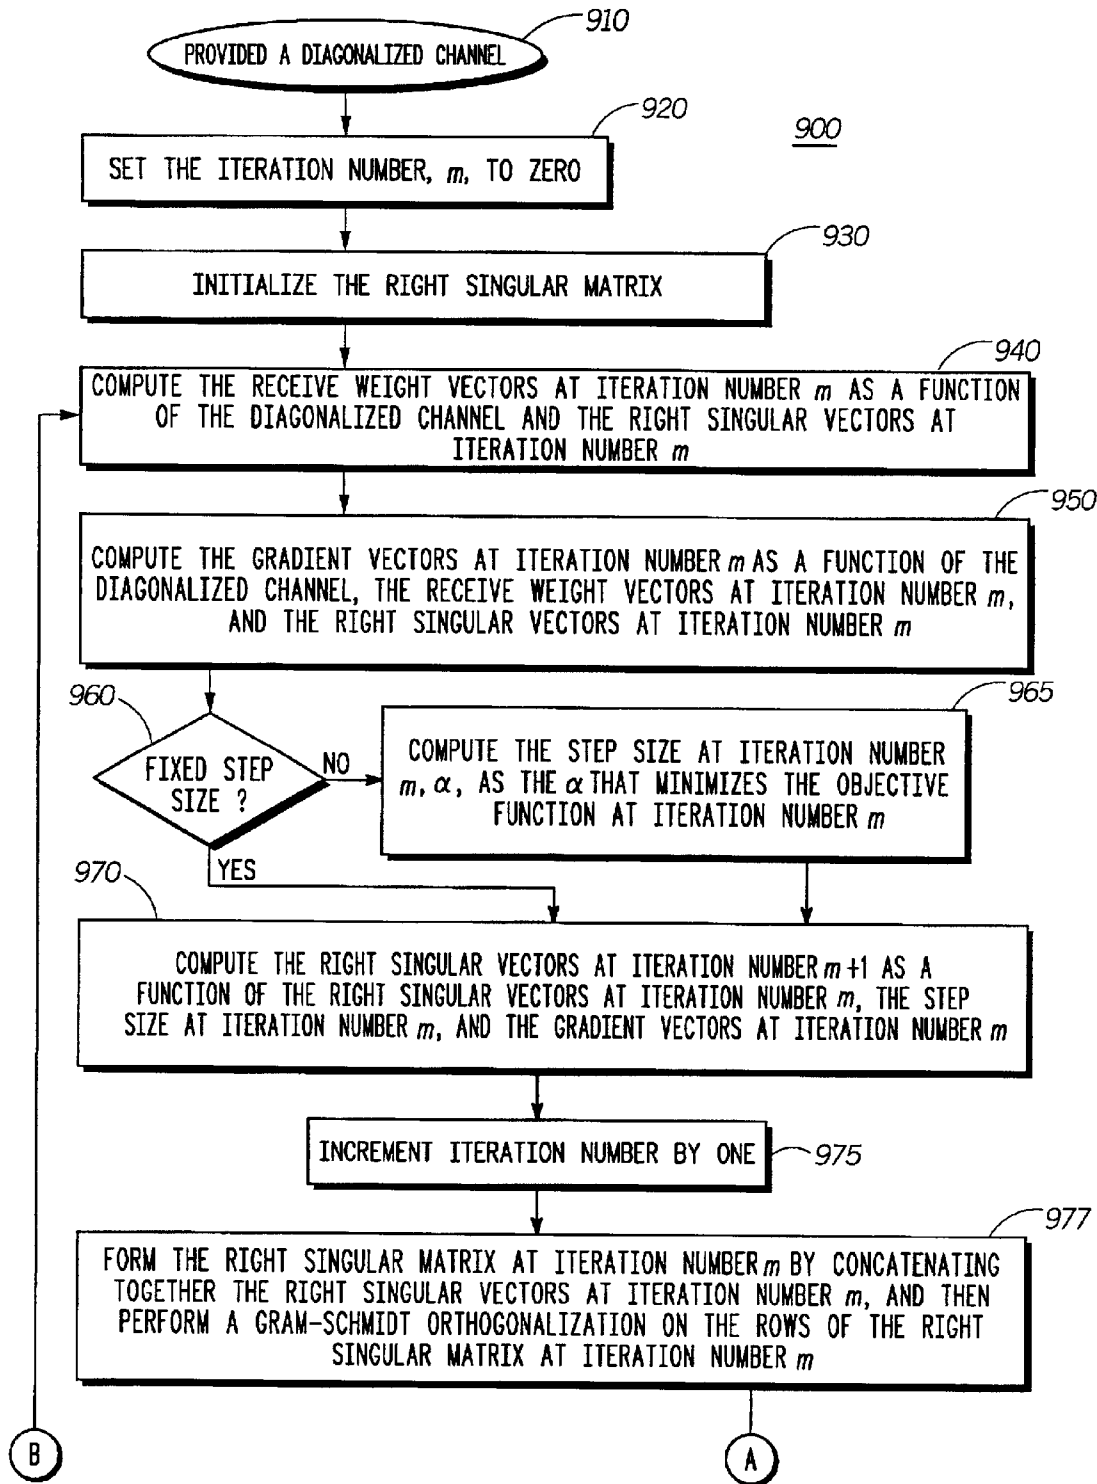 910
PROVIDED A DIAGONALIZED CHANNEL
920
900
SET THE ITERATION NUMBER, m, TO ZERO
930
INITIALIZE THE RIGHT SINGULAR MATRIX
940
COMPUTE THE RECEIVE WEIGHT VECTORS AT ITERATION NUMBER m AS A FUNCTION
OF THE DIAGONALIZED CHANNEL AND THE RIGHT SINGULAR VECTORS AT
ITERATION NUMBER m
950
COMPUTE THE GRADIENT VECTORS AT ITERATION NUMBER m AS A FUNCTION OF THE
DIAGONALIZED CHANNEL, THE RECEIVE WEIGHT VECTORS AT ITERATION NUMBER m,
AND THE RIGHT SINGULAR VECTORS AT ITERATION NUMBER m
960
FIXED STEP
SIZE ?
NO
YES
965
COMPUTE THE STEP SIZE AT ITERATION NUMBER
m, α, AS THE α THAT MINIMIZES THE OBJECTIVE
FUNCTION AT ITERATION NUMBER m
970
COMPUTE THE RIGHT SINGULAR VECTORS AT ITERATION NUMBER m+1 AS A
FUNCTION OF THE RIGHT SINGULAR VECTORS AT ITERATION NUMBER m, THE STEP
SIZE AT ITERATION NUMBER m, AND THE GRADIENT VECTORS AT ITERATION NUMBER m
INCREMENT ITERATION NUMBER BY ONE
975
977
FORM THE RIGHT SINGULAR MATRIX AT ITERATION NUMBER m BY CONCATENATING
TOGETHER THE RIGHT SINGULAR VECTORS AT ITERATION NUMBER m, AND THEN
PERFORM A GRAM-SCHMIDT ORTHOGONALIZATION ON THE ROWS OF THE RIGHT
SINGULAR MATRIX AT ITERATION NUMBER m
B
A